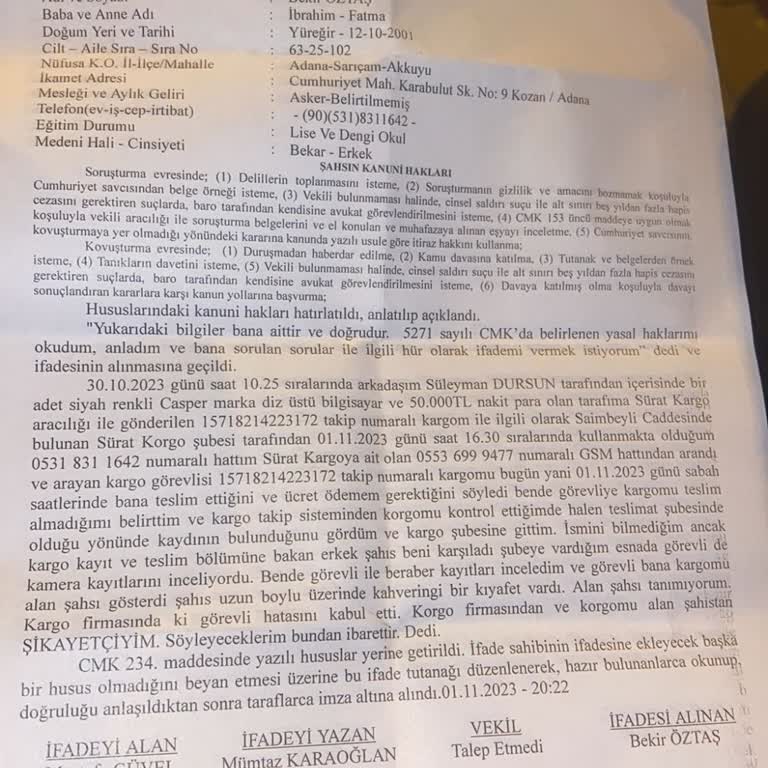 Baba ve Anne Adı : İbrahim - Fatma
Doğum Yeri ve Tarihi : Yüreğir - 12-10-2001
Cilt – Aile Sıra – Sıra No : 63-25-102
Nüfusa K.O. İl-İlçe/Mahalle : Adana-Sarıçam-Akkuyu
İkamet Adresi : Cumhuriyet Mah. Karabulut Sk. No: 9 Kozan / Adana
Mesleği ve Aylık Geliri : Asker-Belirtilmemiş
Telefon(ev-iş-cep-irtibat) : - (90)(531)8311642 -
Eğitim Durumu : Lise Ve Dengi Okul
Medeni Hali - Cinsiyeti : Bekar - Erkek
ŞAHSIN KANUNİ HAKLARI
Soruşturma evresinde; (1) Delillerin toplanmasını isteme, (2) Soruşturmanın gizlilik ve amacını bozmamak koşuluyla
Cumhuriyet savcısından belge örneği isteme, (3) Vekili bulunmaması halinde, cinsel saldırı suçu ile alt sınırı beş yıldan fazla hapis
cezasını gerektiren suçlarda, baro tarafından kendisine avukat görevlendirilmesini isteme, (4) CMK 153 üncü maddeye uygun olmak
koşuluyla vekili aracılığı ile soruşturma belgelerini ve el konulan ve muhafazaya alınan eşyayı inceletme, (5) Cumhuriyet savcısının,
kovuşturmaya yer olmadığı yönündeki kararına kanunda yazılı usule göre itiraz hakkını kullanma;
Kovuşturma evresinde; (1) Duruşmadan haberdar edilme, (2) Kamu davasına katılma, (3) Tutanak ve belgelerden örnek
isteme, (4) Tanıkların davetini isteme, (5) Vekili bulunmaması halinde, cinsel saldırı suçu ile alt sınırı beş yıldan fazla hapis cezasını
gerektiren suçlarda, baro tarafından kendisine avukat görevlendirilmesini isteme, (6) Davaya katılmış olma koşuluyla davayı
sonuçlandıran kararlara karşı kanun yollarına başvurma;
Hususlarındaki kanuni hakları hatırlatıldı, anlatılıp açıklandı.
"Yukarıdaki bilgiler bana aittir ve doğrudur. 5271 sayılı CMK'da belirlenen yasal haklarımı
okudum, anladım ve bana sorulan sorular ile ilgili hür olarak ifademi vermek istiyorum" dedi ve
ifadesinin alınmasına geçildi.
30.10.2023 günü saat 10.25 sıralarında arkadaşım Süleyman DURSUN tarafından içerisinde bir
adet siyah renkli Casper marka diz üstü bilgisayar ve 50.000TL nakit para olan tarafıma Sürat Kargo
aracılığı ile gönderilen 15718214223172 takip numaralı kargom ile ilgili olarak Saimbeyli Caddesinde
bulunan Sürat Korgo şubesi tarafından 01.11.2023 günü saat 16.30 sıralarında kullanmakta olduğum
0531 831 1642 numaralı hattım Sürat Kargoya ait olan 0553 699 9477 numaralı GSM hattından arandı
ve arayan kargo görevlisi 15718214223172 takip numaralı kargomu bugün yani 01.11.2023 günü sabah
saatlerinde bana teslim ettiğini ve ücret ödemem gerektiğini söyledi bende görevliye kargomu teslim
almadığımı belirttim ve kargo takip sisteminden korgomu kontrol ettiğimde halen teslimat şubesinde
olduğu yönünde kaydının bulunduğunu gördüm ve kargo şubesine gittim. İsmini bilmediğim ancak
kargo kayıt ve teslim bölümüne bakan erkek şahıs beni karşıladı şubeye vardığım esnada görevli de
kamera kayıtlarını inceliyordu. Bende görevli ile beraber kayıtları inceledim ve görevli bana kargomu
alan şahsı gösterdi şahıs uzun boylu üzerinde kahveringi bir kıyafet vardı. Alan şahsı tanımıyorum.
Kargo firmasında ki görevli hatasını kabul etti. Korgo firmasından ve korgomu alan şahıstan
ŞİKAYETÇİYİM. Söyleyeceklerim bundan ibarettir. Dedi.
CMK 234. maddesinde yazılı hususlar yerine getirildi. İfade sahibinin ifadesine ekleyecek başka
bir husus olmadığını beyan etmesi üzerine bu ifade tutanağı düzenlenerek, hazır bulunanlarca okunup,
doğruluğu anlaşıldıktan sonra taraflarca imza altına alındı.01.11.2023 - 20:22
İFADEYİ ALAN İFADEYİ YAZAN VEKİL İFADESİ ALINAN
Mümtaz KARAOĞLAN Talep Etmedi Bekir ÖZTAŞ